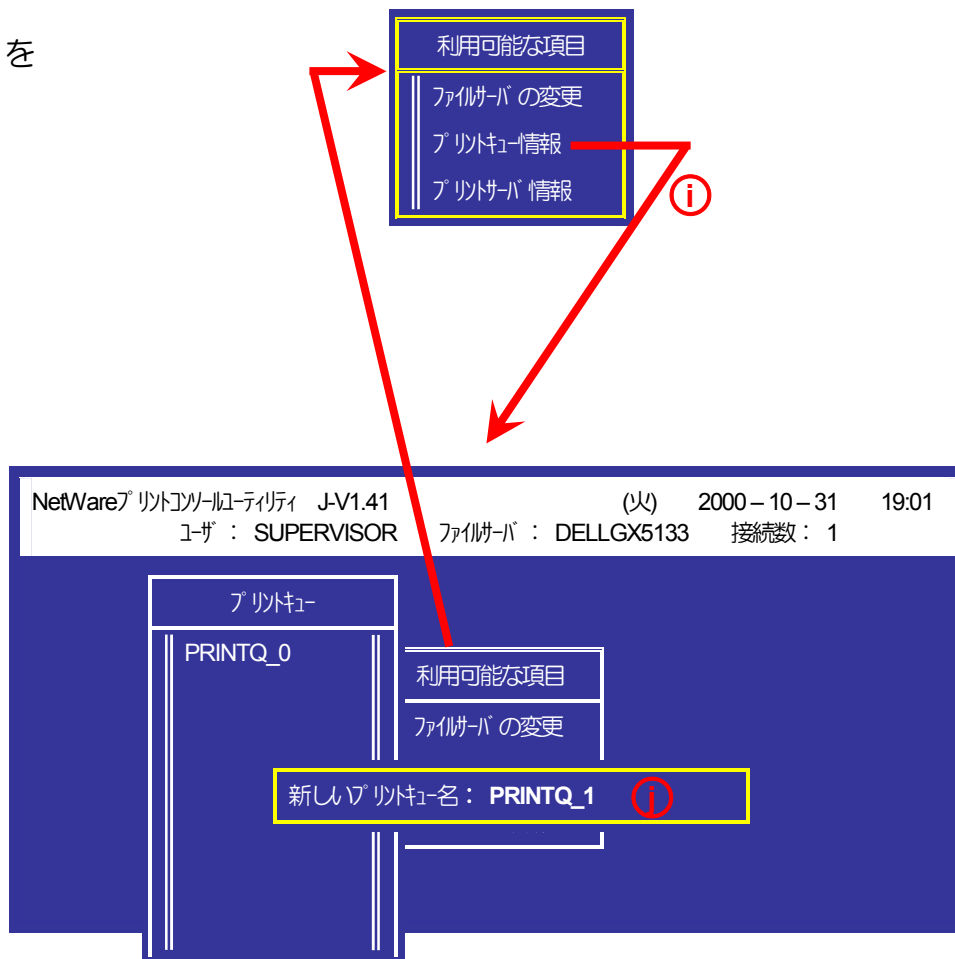 を
利用可能な項目
ファイルサーバの変更
プリントキュー情報
プリントサーバ情報
i
NetWareプリントコンソールユーティリティ J-V1.41 (火) 2000 – 10 – 31 19:01
ユーザ : SUPERVISOR ファイルサーバ : DELLGX5133 接続数 : 1
プリントキュー
PRINTQ_0
利用可能な項目
ファイルサーバの変更
新しいプリントキュー名 : PRINTQ_1 i